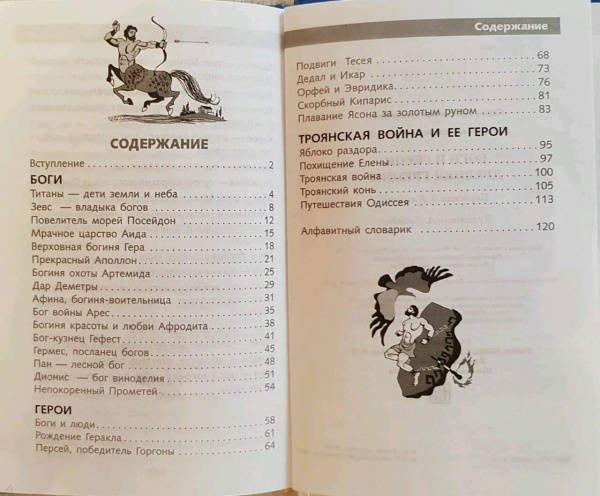 СОДЕРЖАНИЕ
Вступление 2
БОГИ
Титаны — дети земли и неба 4
Зевс — владыка богов 8
Повелитель морей Посейдон 12
Мрачное царство Аида 15
Верховная богиня Гера 18
Прекрасный Аполлон 21
Богиня охоты Артемида 25
Дар Деметры 29
Афина, богиня-воительница 31
Бог войны Арес 35
Богиня красоты и любви Афродита 38
Бог-кузнец Гефест 41
Гермес, посланец богов 45
Пан — лесной бог 48
Дионис — бог виноделия 51
Непокоренный Прометей 54
ГЕРОИ
Боги и люди 58
Рождение Геракла 61
Персей, победитель Горгоны 64
Содержание
Подвиги Тесея 68
Дедал и Икар 73
Орфей и Эвридика 76
Скорбный Кипарис 81
Плавание Ясона за золотым руном 83
ТРОЯНСКАЯ ВОЙНА И ЕЕ ГЕРОИ
Яблоко раздора 95
Похищение Елены 97
Троянская война 100
Троянский конь 105
Путешествия Одиссея 113
Алфавитный словарик 120